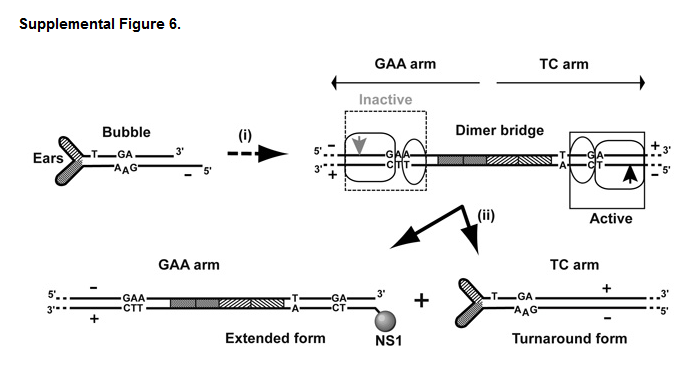 Supplemental Figure 6.
GAA arm TC arm
Inactive
Bubble (i) Dimer bridge
Ears T GA 3' 5' − GAA T GA + 3'
AAG − 5' 3' + CTT A CT − 5'
Active
(ii)
GAA arm TC arm
5' − GAA T GA 3' + T GA + 3'
3' + CTT A CT AAG − 5'
Extended form NS1 Turnaround form